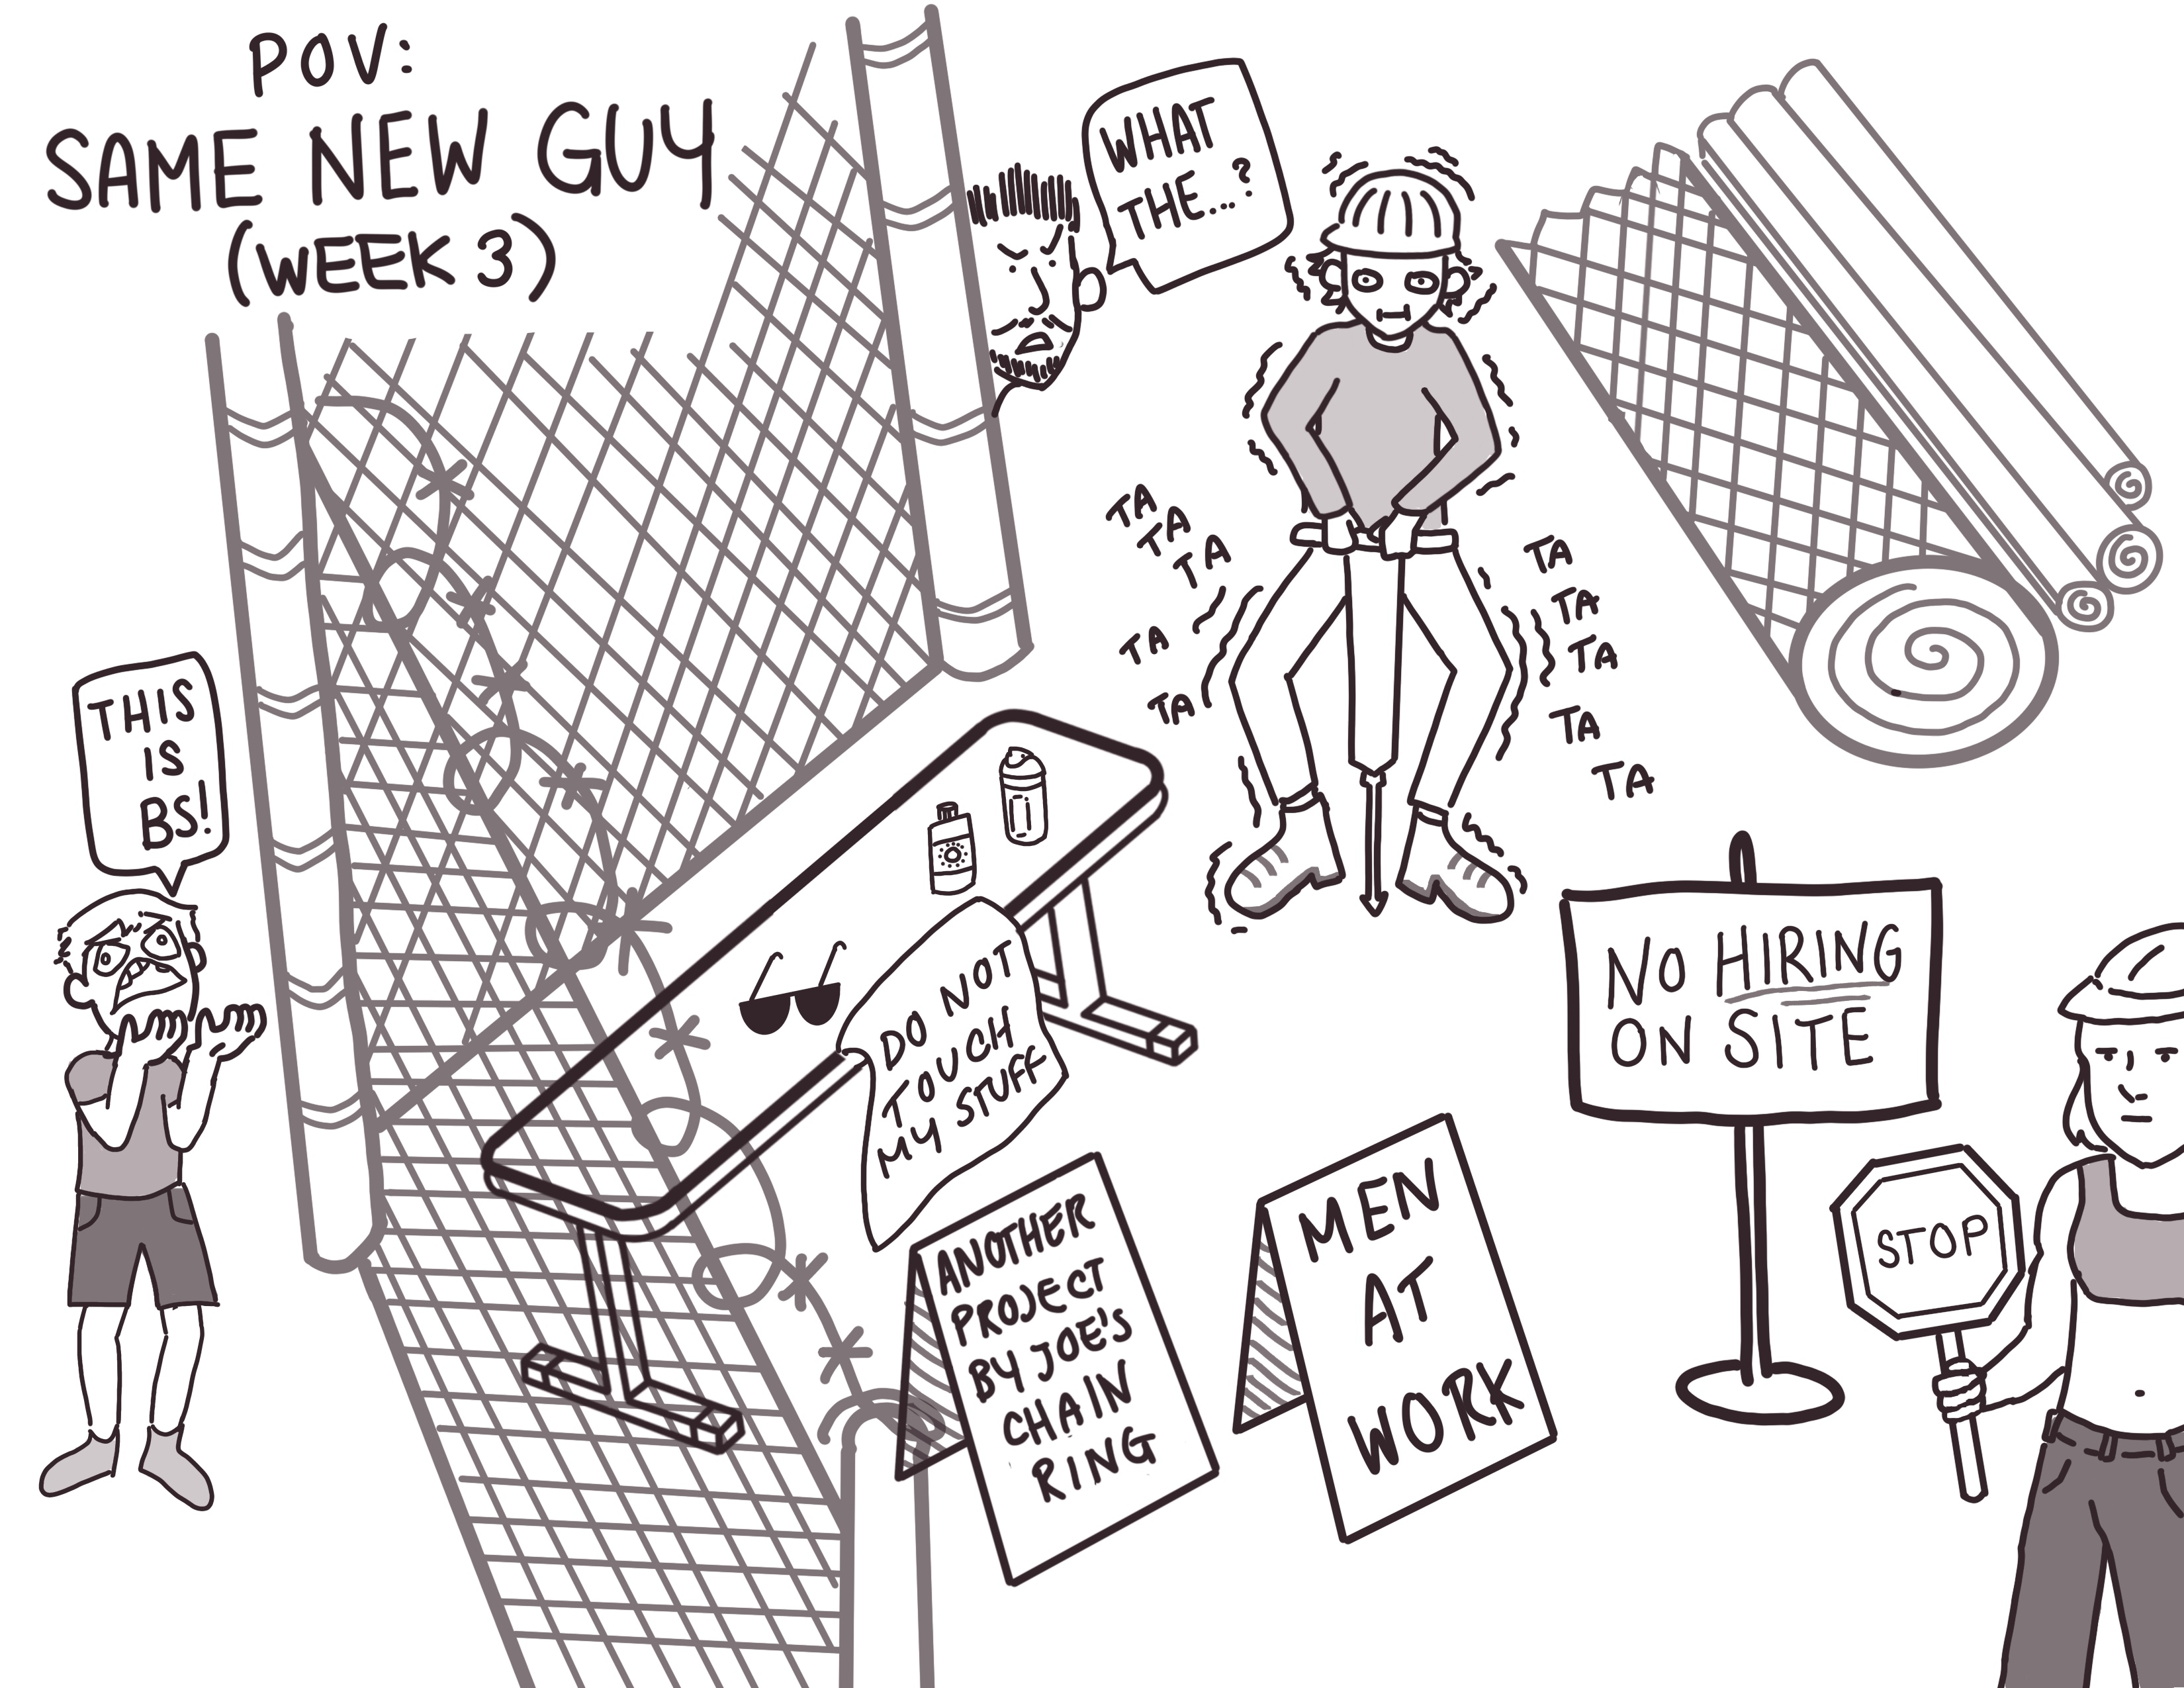 POV:
SAME NEW GUY
(WEEK 3)
WHAT
THE...?
TA
TA
TA
TA
TA
TA
TA
TA
TA
TA
THIS
IS
BS!
DO NOT
TOUCH
MY STUFF
NO HIRING
ON SITE
STOP
ANOTHER
PROJECT
BY JOE'S
CHAIN
RING
MEN
AT
WORK